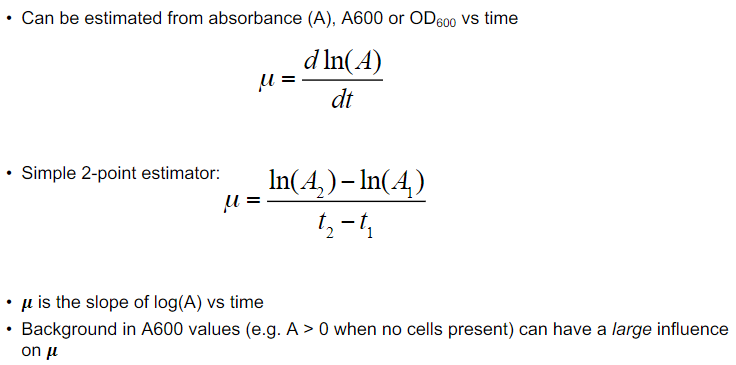 • Can be estimated from absorbance (A), A600 or OD₆₀₀ vs time
μ = d ln(A) / dt
• Simple 2-point estimator:
μ = (ln(A₂) − ln(A₁)) / (t₂ − t₁)
• μ is the slope of log(A) vs time
• Background in A600 values (e.g. A > 0 when no cells present) can have a large influence
on μ